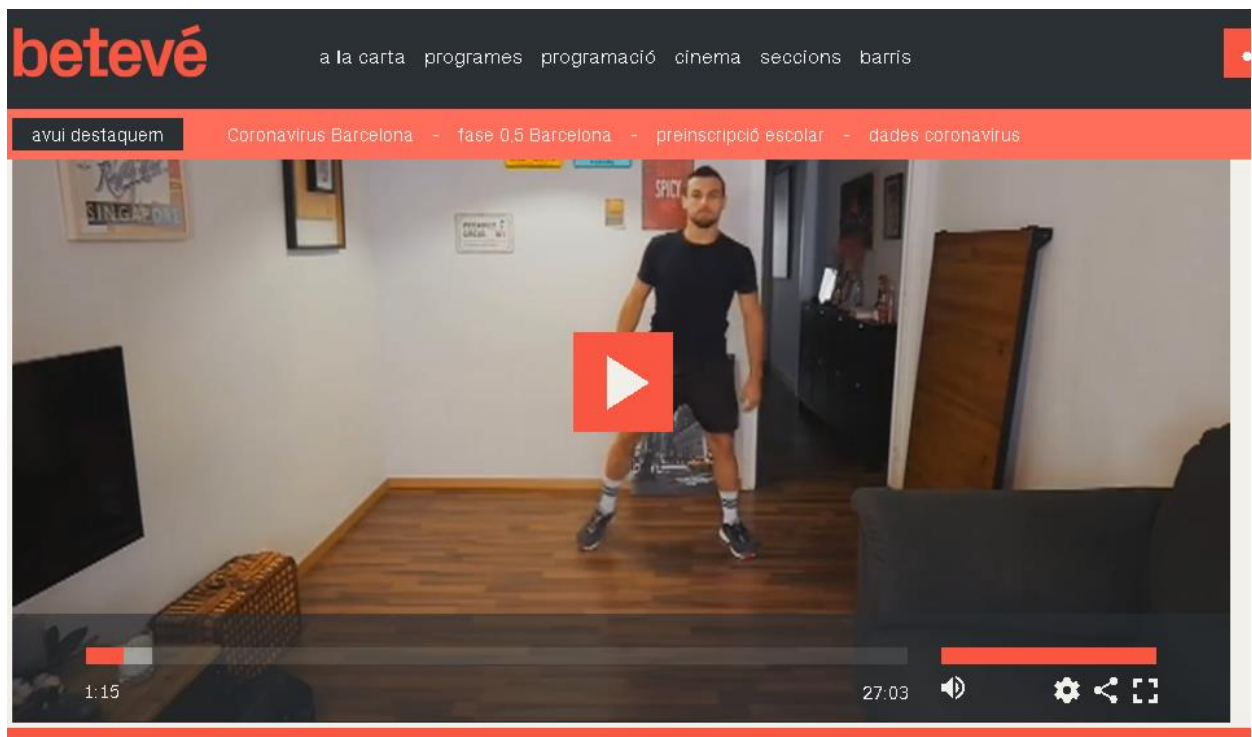 betevé
a la carta programes programació cinema seccions barris
avui destaquem Coronavirus Barcelona - fase 0,5 Barcelona - preinscripció escolar - dades coronavirus
SINGAPORE
SPICY
1:15
27:03